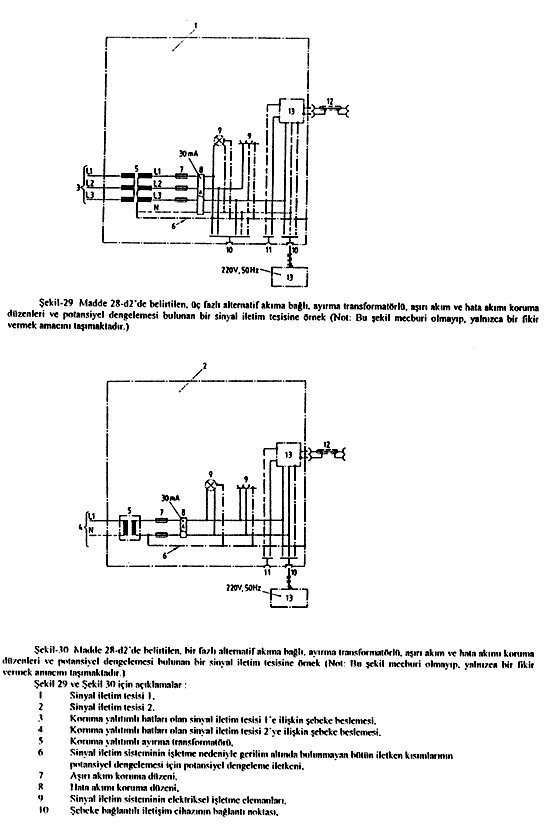 1
13
12
9
9
30 mA
8
7
5
L1
L1
L2
L2
3
L3
L3
N
6
10
11
10
220V, 50Hz
13
Şekil-29 Madde 28-d2'de belirtilen, üç fazlı alternatif akıma bağlı, ayırma transformatörlü, aşırı akım ve hata akımı koruma
düzenleri ve potansiyel dengelemesi bulunan bir sinyal iletim tesisine örnek (Not: Bu şekil mecburi olmayıp, yalnızca bir fikir
vermek amacını taşımaktadır.)
2
13
12
9
9
30mA
8
7
5
L1
4
N
6
11
10
220V, 50Hz
13
Şekil-30 Madde 28-d2'de belirtilen, bir fazlı alternatif akıma bağlı, ayırma transformatörlü, aşırı akım ve hata akımı koruma
düzenleri ve potansiyel dengelemesi bulunan bir sinyal iletim tesisine örnek (Not: Bu şekil mecburi olmayıp, yalnızca bir fikir
vermek amacını taşımaktadır.)
Şekil 29 ve Şekil 30 için açıklamalar :
1 Sinyal iletim tesisi 1.
2 Sinyal iletim tesisi 2.
3 Koruma yalıtımlı hatları olan sinyal iletim tesisi 1'e ilişkin şebeke beslemesi.
4 Koruma yalıtımlı hatları olan sinyal iletim tesisi 2'ye ilişkin şebeke beslemesi.
5 Koruma yalıtımlı ayırma transformatörü.
6 Sinyal iletim sisteminin işletme nedeniyle gerilim altında bulunmayan bütün iletken kısımlarının
potansiyel dengelemesi için potansiyel dengeleme iletkeni.
7 Aşırı akım koruma düzeni.
8 Hata akımı koruma düzeni.
9 Sinyal iletim sisteminin elektriksel işletme elemanları.
10 Şebeke bağlantılı iletişim cihazının bağlantı noktası.